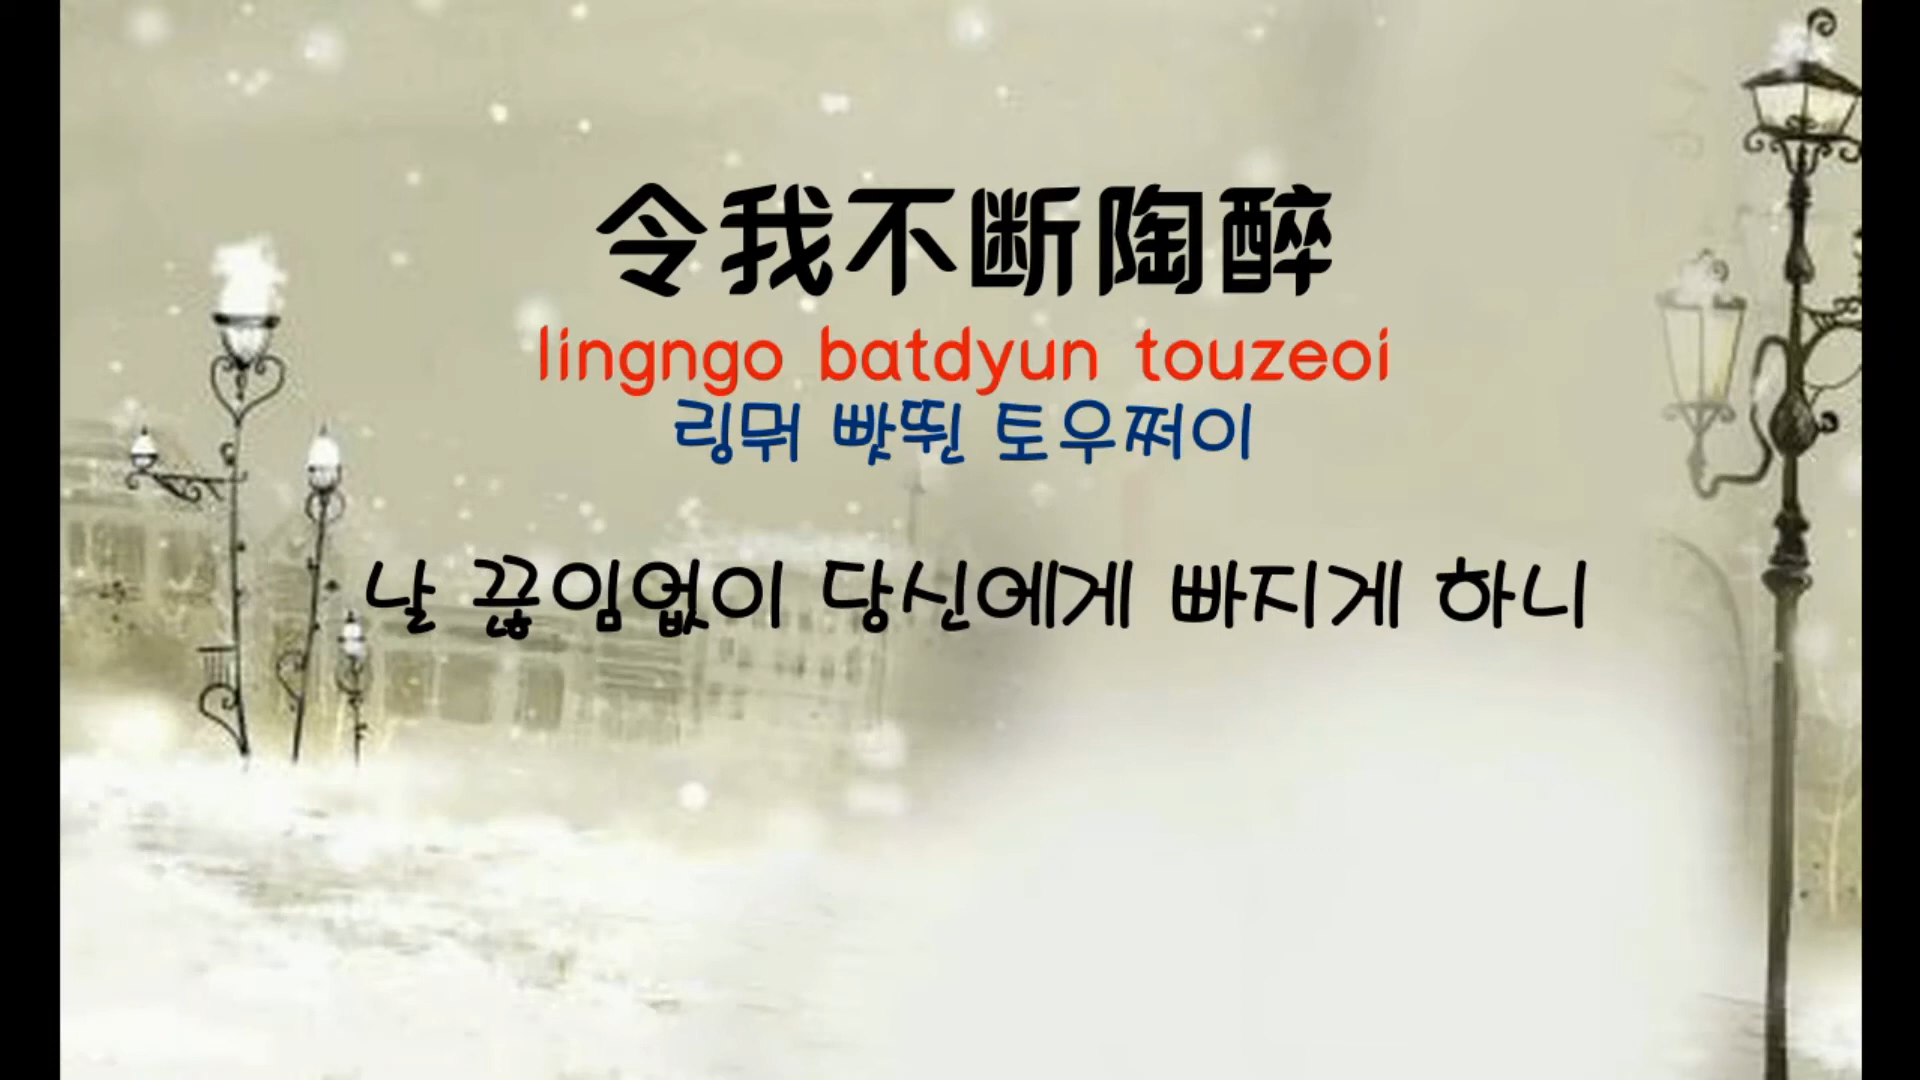 令我不断陶醉
lingngo batdyun touzeoi
링뭐 빳뛴 토우쩌이
날 끊임없이 당신에게 빠지게 하니